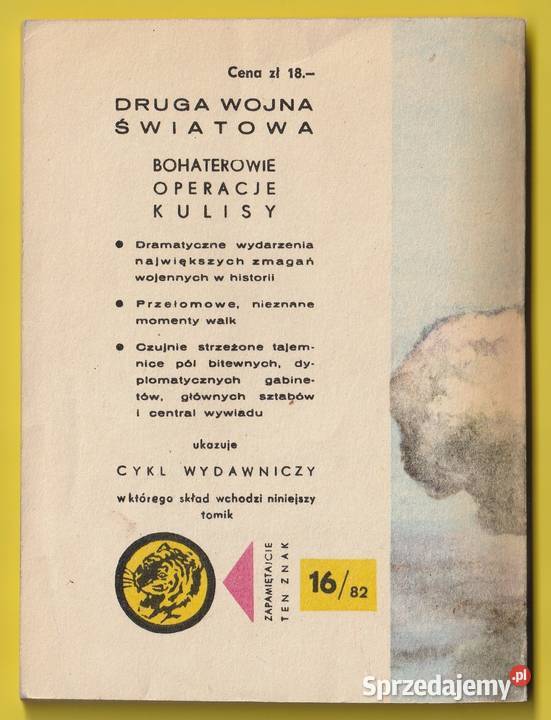 Cena zł 18.—
DRUGA WOJNA
ŚWIATOWA
BOHATEROWIE
OPERACJE
KULISY
● Dramatyczne wydarzenia
największych zmagań
wojennych w historii
● Przełomowe, nieznane
momenty walk
● Czujnie strzeżone tajem-
nice pól bitewnych, dy-
plomatycznych gabine-
tów, głównych sztabów
i central wywiadu
ukazuje
CYKL WYDAWNICZY
w którego skład wchodzi niniejszy
tomik
ZAPAMIĘTAJCIE
TEN ZNAK
16/82
Sprzedajemy.pl